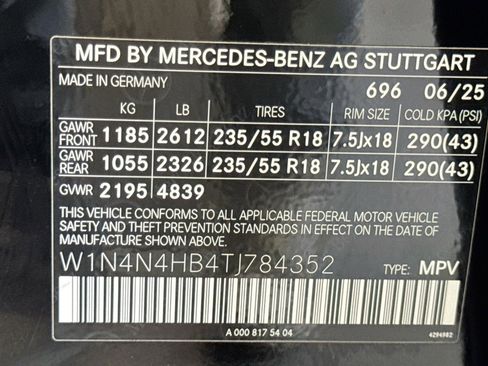 MFD BY MERCEDES-BENZ AG STUTTGART
MADE IN GERMANY 696 06/25
KG LB TIRES RIM SIZE COLD KPA (PSI)
GAWR FRONT 1185 2612 235/55 R18 7.5Jx18 290(43)
GAWR REAR 1055 2326 235/55 R18 7.5Jx18 290(43)
GVWR 2195 4839
THIS VEHICLE CONFORMS TO ALL APPLICABLE FEDERAL MOTOR VEHICLE
SAFETY AND THEFT PREVENTION STANDARDS IN EFFECT ON THE DATE OF
MANUFACTURE SHOWN ABOVE.
W1N4N4HB4TJ784352 TYPE: MPV
A 000 817 54 04